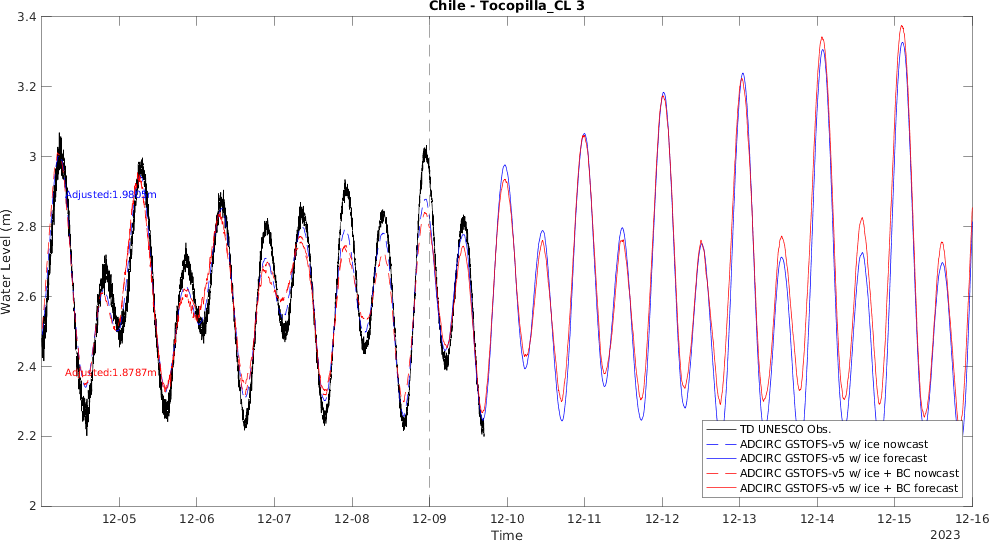 Chile - Tocopilla_CL 3
3.4
3.2
3
2.8
2.6
2.4
2.2
2
Water Level (m)
Adjusted:1.9805m
Adjusted:1.8787m
TD UNESCO Obs.
ADCIRC GSTOFS-v5 w/ ice nowcast
ADCIRC GSTOFS-v5 w/ ice forecast
ADCIRC GSTOFS-v5 w/ ice + BC nowcast
ADCIRC GSTOFS-v5 w/ ice + BC forecast
12-05 12-06 12-07 12-08 12-09 12-10 12-11 12-12 12-13 12-14 12-15 12-16
Time
2023